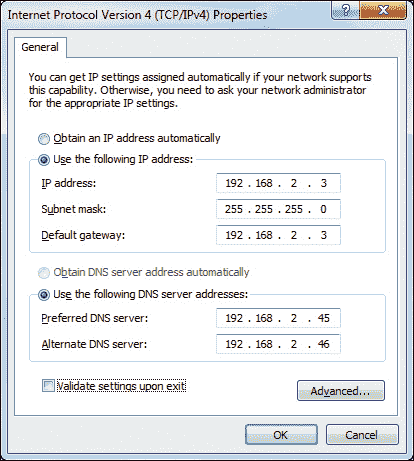 Internet Protocol Version 4 (TCP/IPv4) Properties
General
You can get IP settings assigned automatically if your network supports
this capability. Otherwise, you need to ask your network administrator
for the appropriate IP settings.
Obtain an IP address automatically
Use the following IP address:
IP address: 192 . 168 . 2 . 3
Subnet mask: 255 . 255 . 255 . 0
Default gateway: 192 . 168 . 2 . 3
Obtain DNS server address automatically
Use the following DNS server addresses:
Preferred DNS server: 192 . 168 . 2 . 45
Alternate DNS server: 192 . 168 . 2 . 46
Validate settings upon exit
Advanced...
OK Cancel